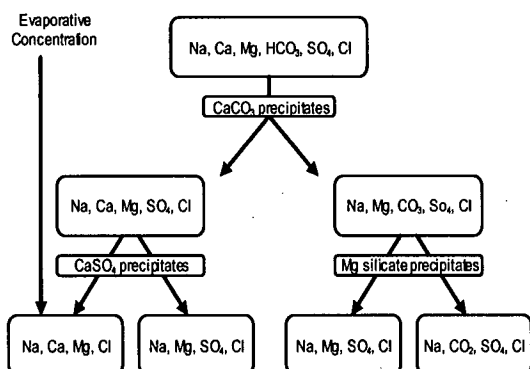 Evaporative
Concentration
Na, Ca, Mg, HCO₃, SO₄, Cl
CaCO₃ precipitates
Na, Ca, Mg, SO₄, Cl
Na, Mg, CO₃, So₄, Cl
CaSO₄ precipitates
Mg silicate precipitates
Na, Ca, Mg, Cl
Na, Mg, SO₄, Cl
Na, Mg, SO₄, Cl
Na, CO₂, SO₄, Cl